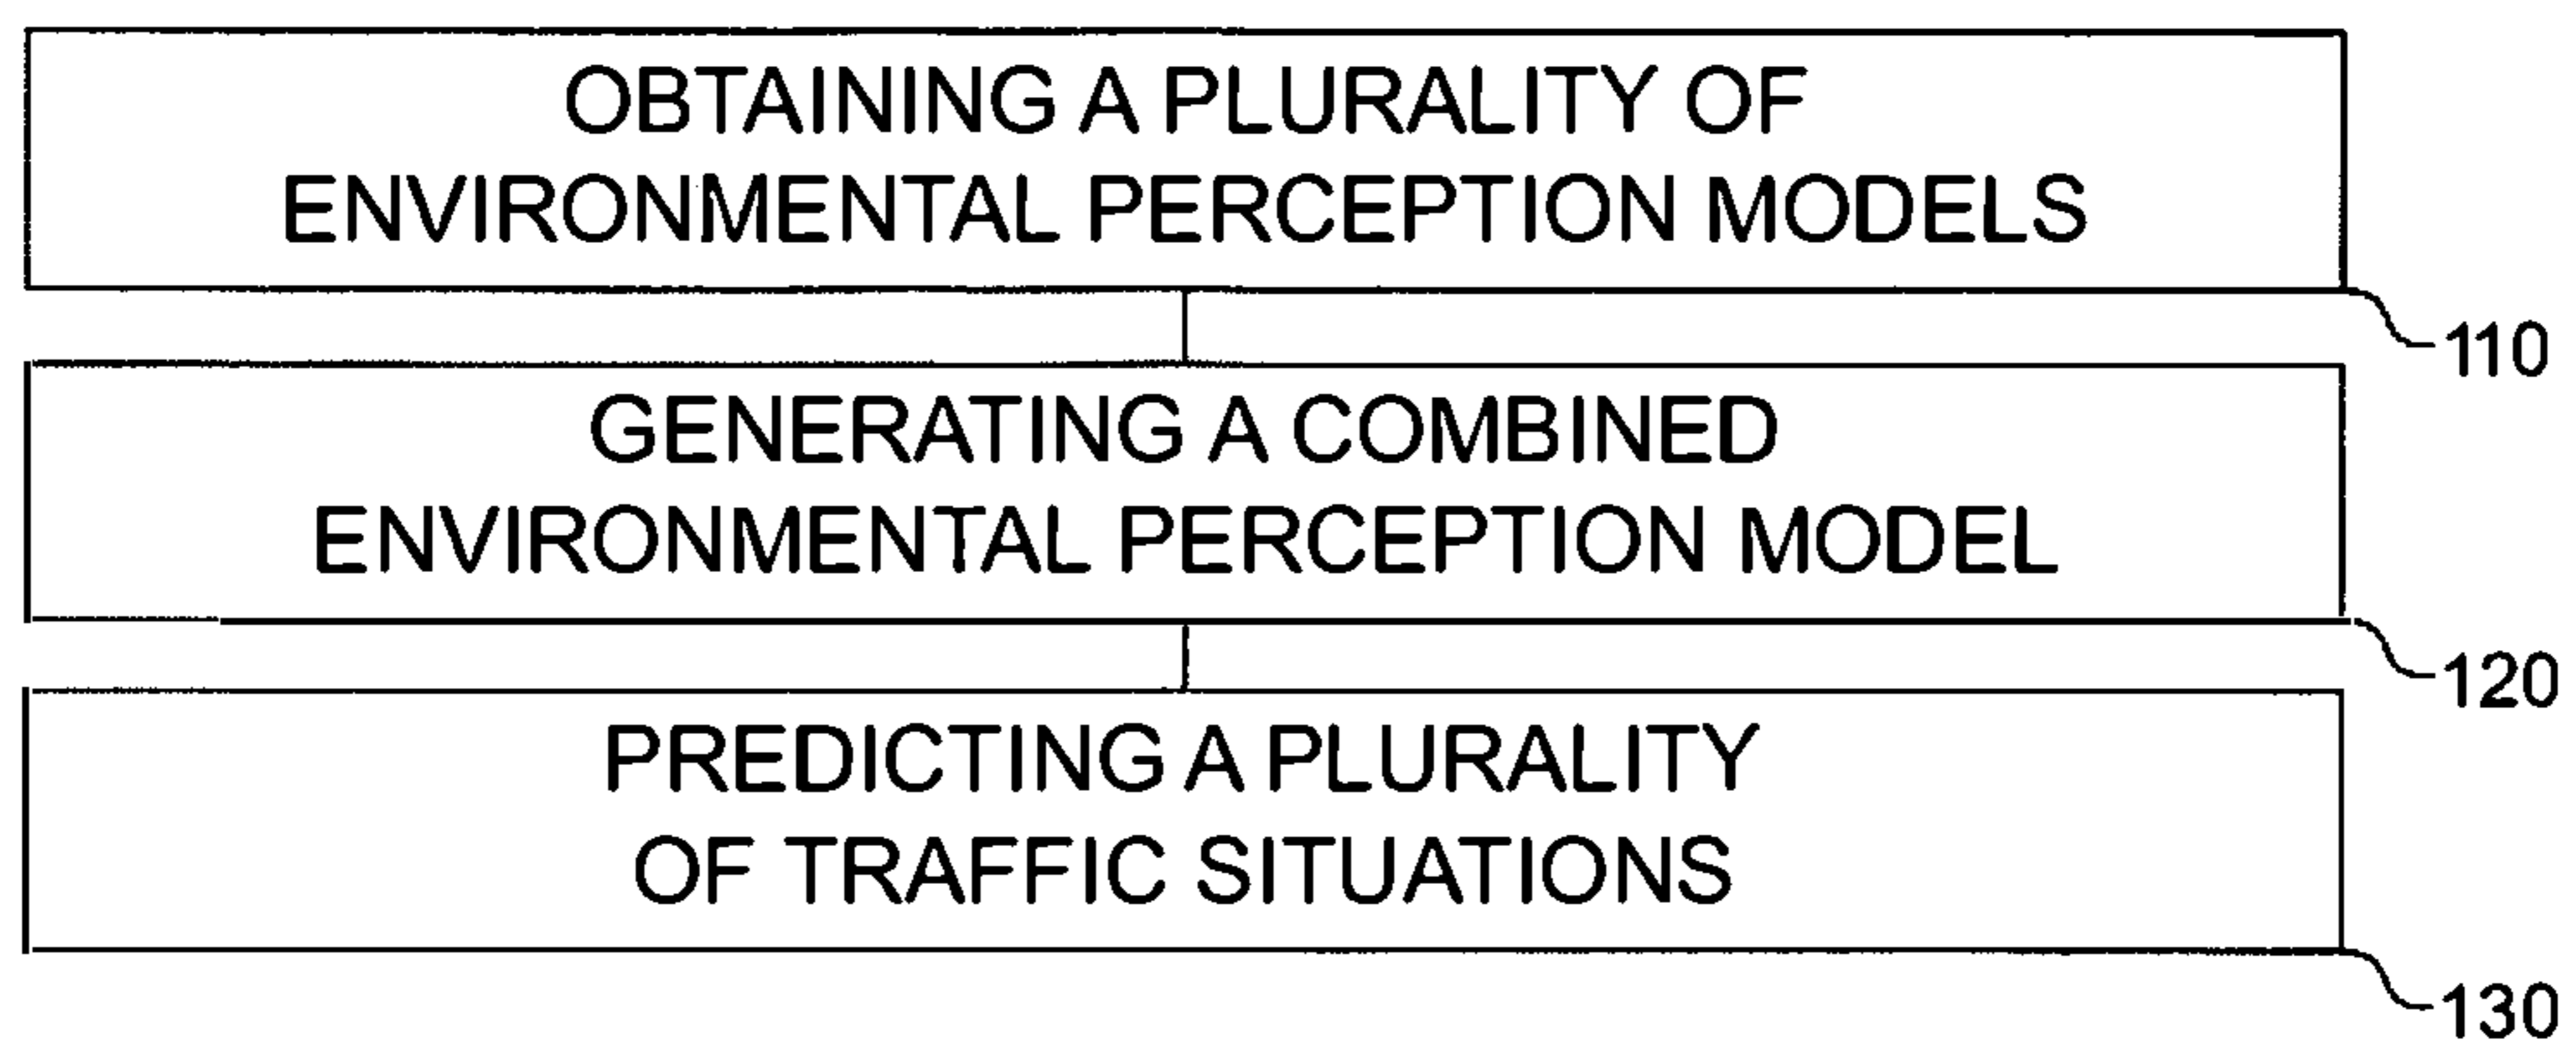 OBTAINING A PLURALITY OF
ENVIRONMENTAL PERCEPTION MODELS
110
GENERATING A COMBINED
ENVIRONMENTAL PERCEPTION MODEL
120
PREDICTING A PLURALITY
OF TRAFFIC SITUATIONS
130